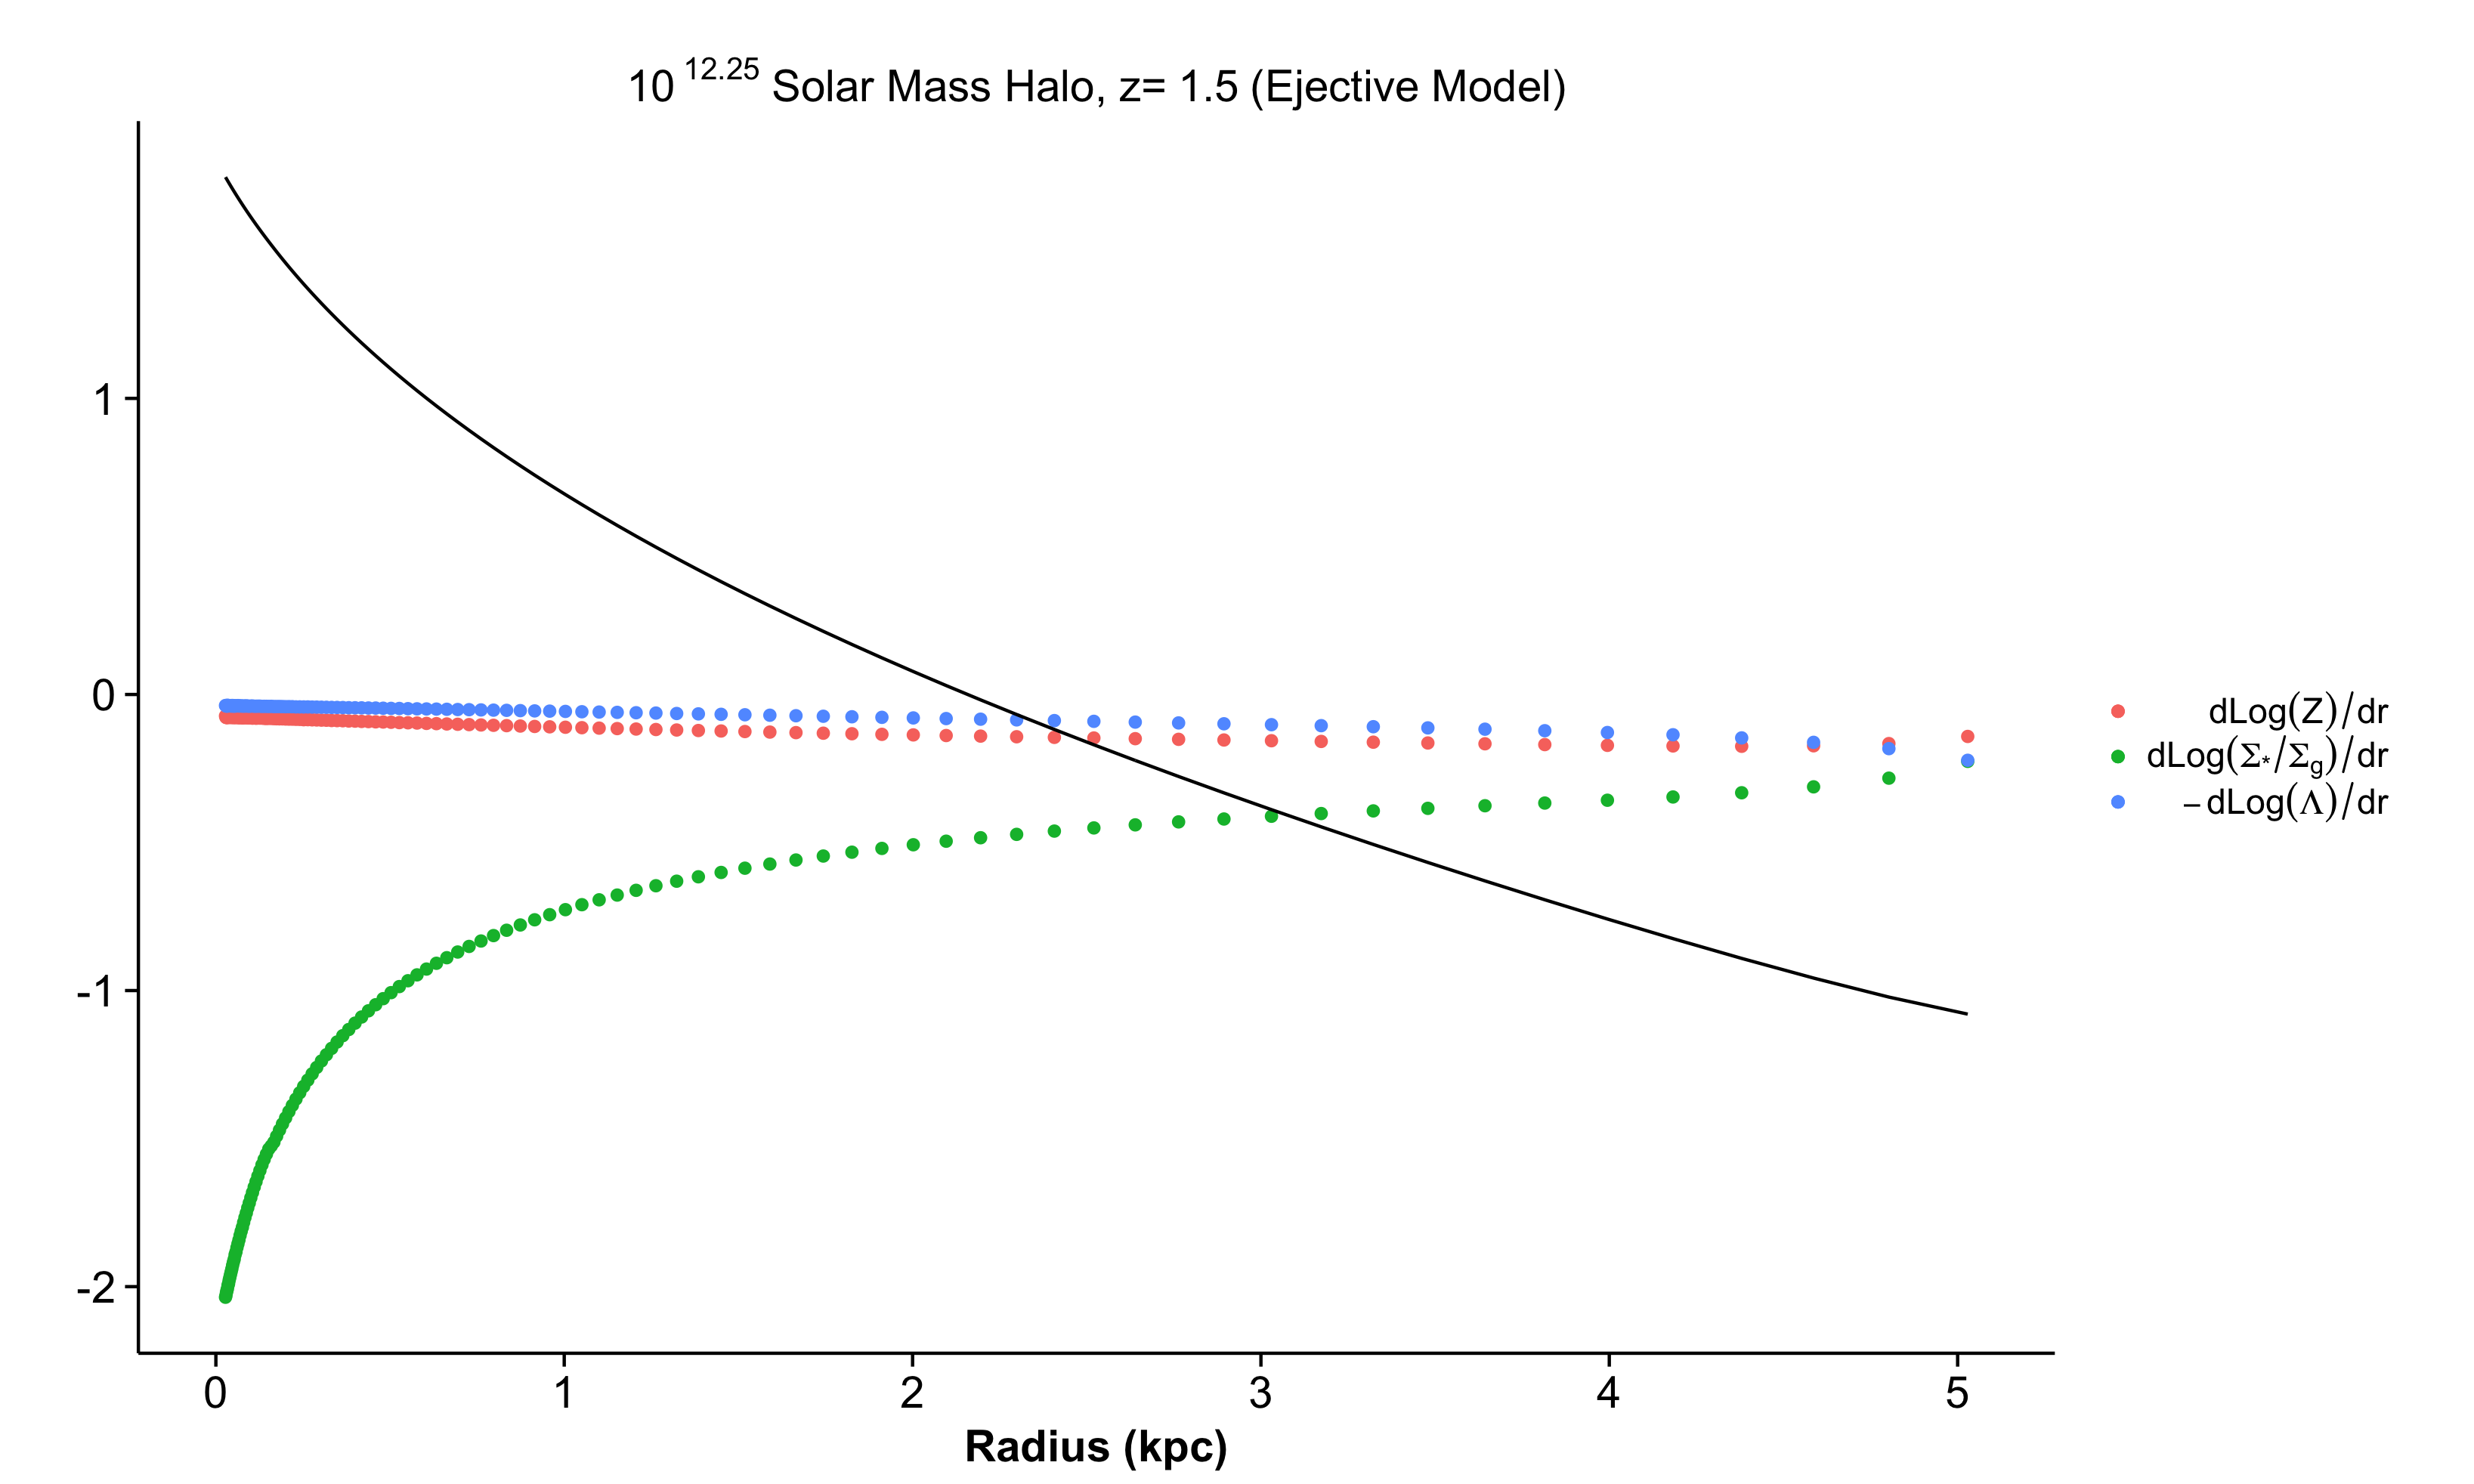 10 12.25 Solar Mass Halo, z= 1.5 (Ejective Model)
1
0
-1
-2
0 1 2 3 4 5
Radius (kpc)
dLog(Z)/dr
dLog(Σ*/Σg)/dr
– dLog(Λ)/dr